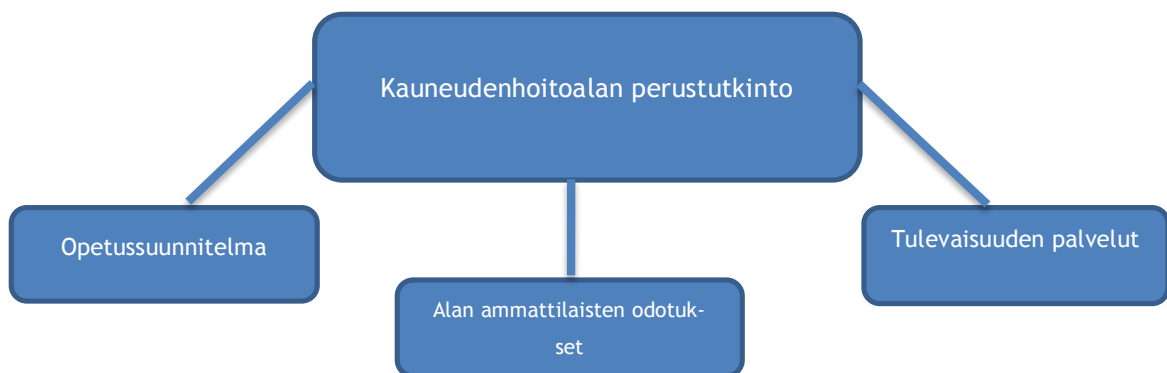 Kauneudenhoitoalan perustutkinto
Opetussuunnitelma
Tulevaisuuden palvelut
Alan ammattilaisten odotuk-
set